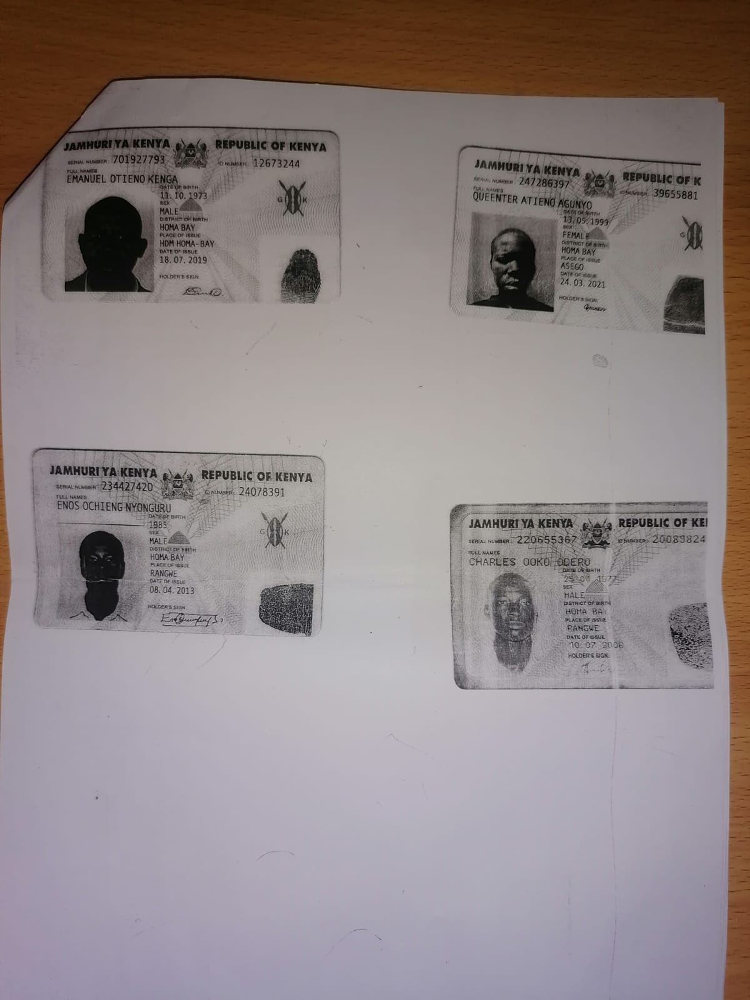 JAMHURI YA KENYA REPUBLIC OF KENYA
SERIAL NUMBER: 701927793 ID NUMBER: 12673244
FULL NAMES
EMANUEL OTIENO KENGA
DATE OF BIRTH
11.10.1973
SEX
MALE
G K
DISTRICT OF BIRTH
HOMA BAY
PLACE OF ISSUE
HDM HOMA-BAY
DATE OF ISSUE
18.07.2019
HOLDER'S SIGN.
JAMHURI YA KENYA REPUBLIC OF K
SERIAL NUMBER: 247286397 ID NUMBER: 39655881
FULL NAMES
QUEENTER ATIENO AGUNYO
DATE OF BIRTH
13.05.1999
SEX
FEMALE
G
DISTRICT OF BIRTH
HOMA BAY
PLACE OF ISSUE
ASEGO
DATE OF ISSUE
24.03.2021
HOLDER'S SIGN.
JAMHURI YA KENYA REPUBLIC OF KENYA
SERIAL NUMBER: 234427420 ID NUMBER: 24078391
FULL NAMES
ENOS OCHIENG NYONGURU
DATE OF BIRTH
1985
SEX
MALE
G K
DISTRICT OF BIRTH
HOMA BAY
PLACE OF ISSUE
RANGWE
DATE OF ISSUE
08.04.2013
HOLDER'S SIGN.
JAMHURI YA KENYA REPUBLIC OF KE
SERIAL NUMBER: 220655367 ID NUMBER: 20089824
FULL NAMES
CHARLES OOKO ODERO
DATE OF BIRTH
SEX
MALE
DISTRICT OF BIRTH
HOMA BAY
PLACE OF ISSUE
RANGWE
DATE OF ISSUE
10.07.2006
HOLDER'S SIGN.